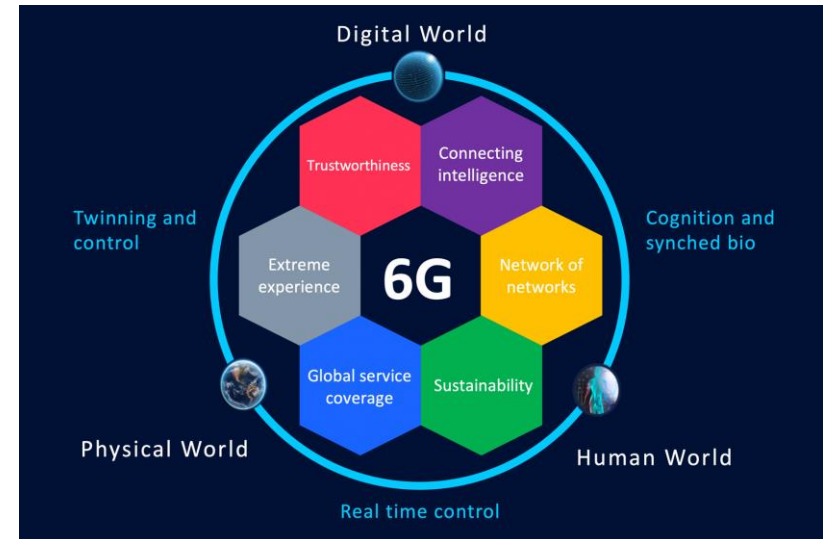 Digital World
Trustworthiness
Connecting
intelligence
Twinning and
control
Cognition and
synched bio
Extreme
experience
6G
Network of
networks
Global service
coverage
Sustainability
Physical World
Human World
Real time control